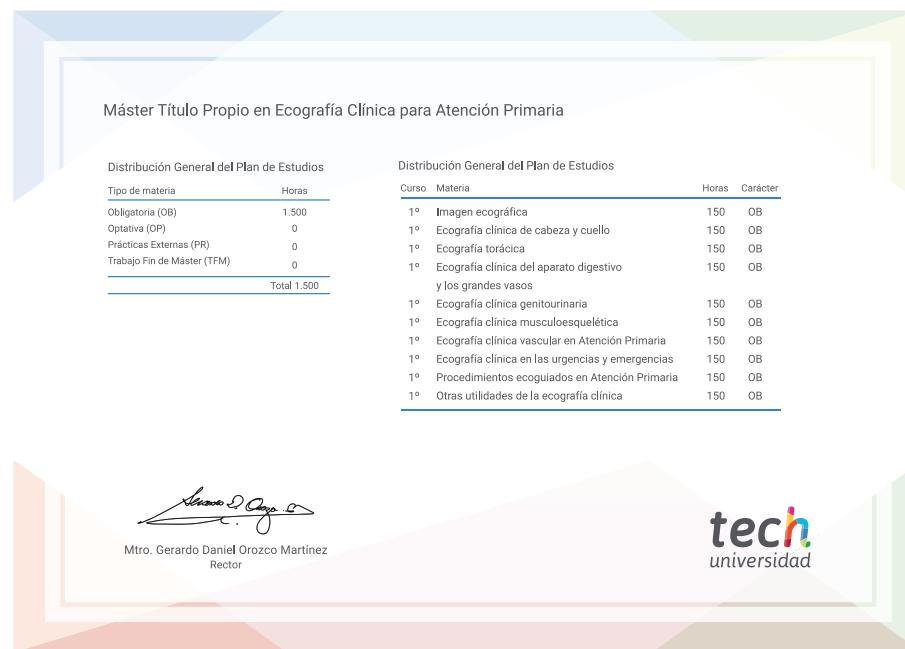 Máster Título Propio en Ecografía Clínica para Atención Primaria
Distribución General del Plan de Estudios
Tipo de materia Horas
Obligatoria (OB) 1.500
Optativa (OP) 0
Prácticas Externas (PR) 0
Trabajo Fin de Máster (TFM) 0
Total 1.500
Distribución General del Plan de Estudios
Curso Materia Horas Carácter
1º Imagen ecográfica 150 OB
1º Ecografía clínica de cabeza y cuello 150 OB
1º Ecografía torácica 150 OB
1º Ecografía clínica del aparato digestivo 150 OB
y los grandes vasos
1º Ecografía clínica genitourinaria 150 OB
1º Ecografía clínica musculoesquelética 150 OB
1º Ecografía clínica vascular en Atención Primaria 150 OB
1º Ecografía clínica en las urgencias y emergencias 150 OB
1º Procedimientos ecoguiados en Atención Primaria 150 OB
1º Otras utilidades de la ecografía clínica 150 OB
Mtro. Gerardo Daniel Orozco Martínez
Rector
tech
universidad